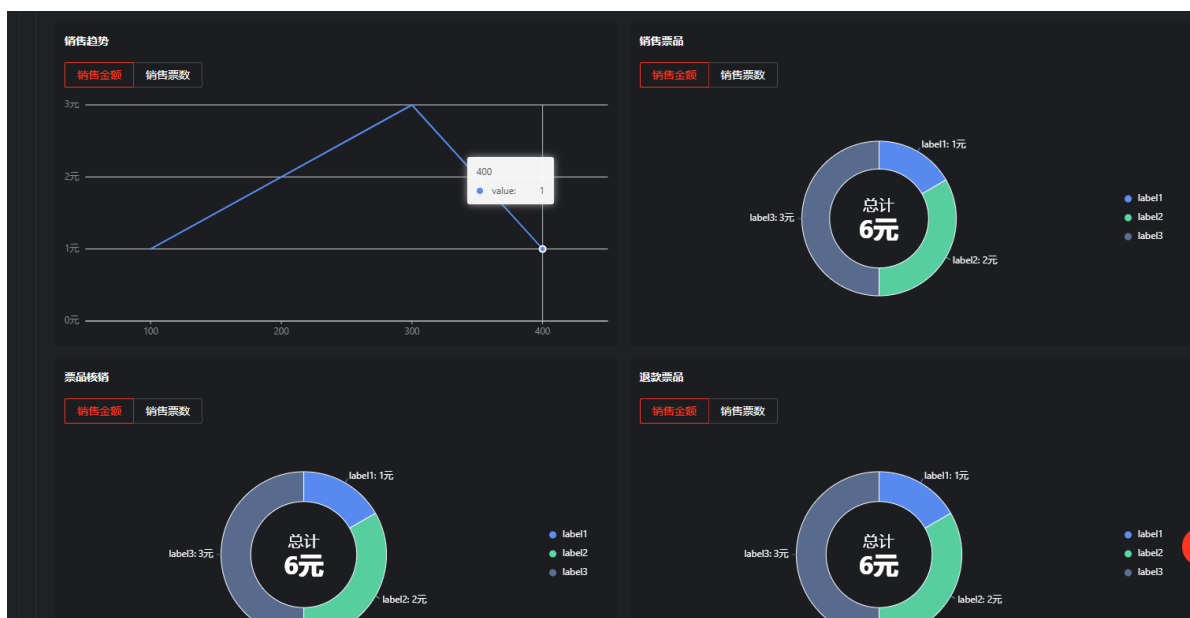 销售趋势
销售金额 销售票数
3元
2元
1元
0元
100 200 300 400
400
value: 1
销售票品
销售金额 销售票数
label1: 1元
label3: 3元
label2: 2元
总计
6元
label1
label2
label3
票品核销
销售金额 销售票数
label1: 1元
label3: 3元
label2: 2元
总计
6元
label1
label2
label3
退款票品
销售金额 销售票数
label1: 1元
label3: 3元
label2: 2元
总计
6元
label1
label2
label3